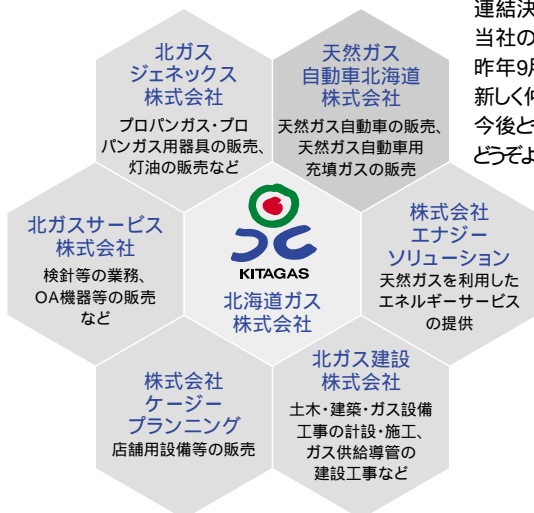 連結決
当社の
昨年9月
新しく仲
今後とも
どうぞよ
北ガス
ジェネックス
株式会社
プロパンガス・プロ
パンガス用器具の販売、
灯油の販売など
天然ガス
自動車北海道
株式会社
天然ガス自動車の販売、
天然ガス自動車用
充填ガスの販売
北ガスサービス
株式会社
検針等の業務、
OA機器等の販売
など
KITAGAS
北海道ガス
株式会社
株式会社
エナジー
ソリューション
天然ガスを利用した
エネルギーサービス
の提供
株式会社
ケージー
プランニング
店舗用設備等の販売
北ガス建設
株式会社
土木・建築・ガス設備
工事の計設・施工、
ガス供給導管の
建設工事など